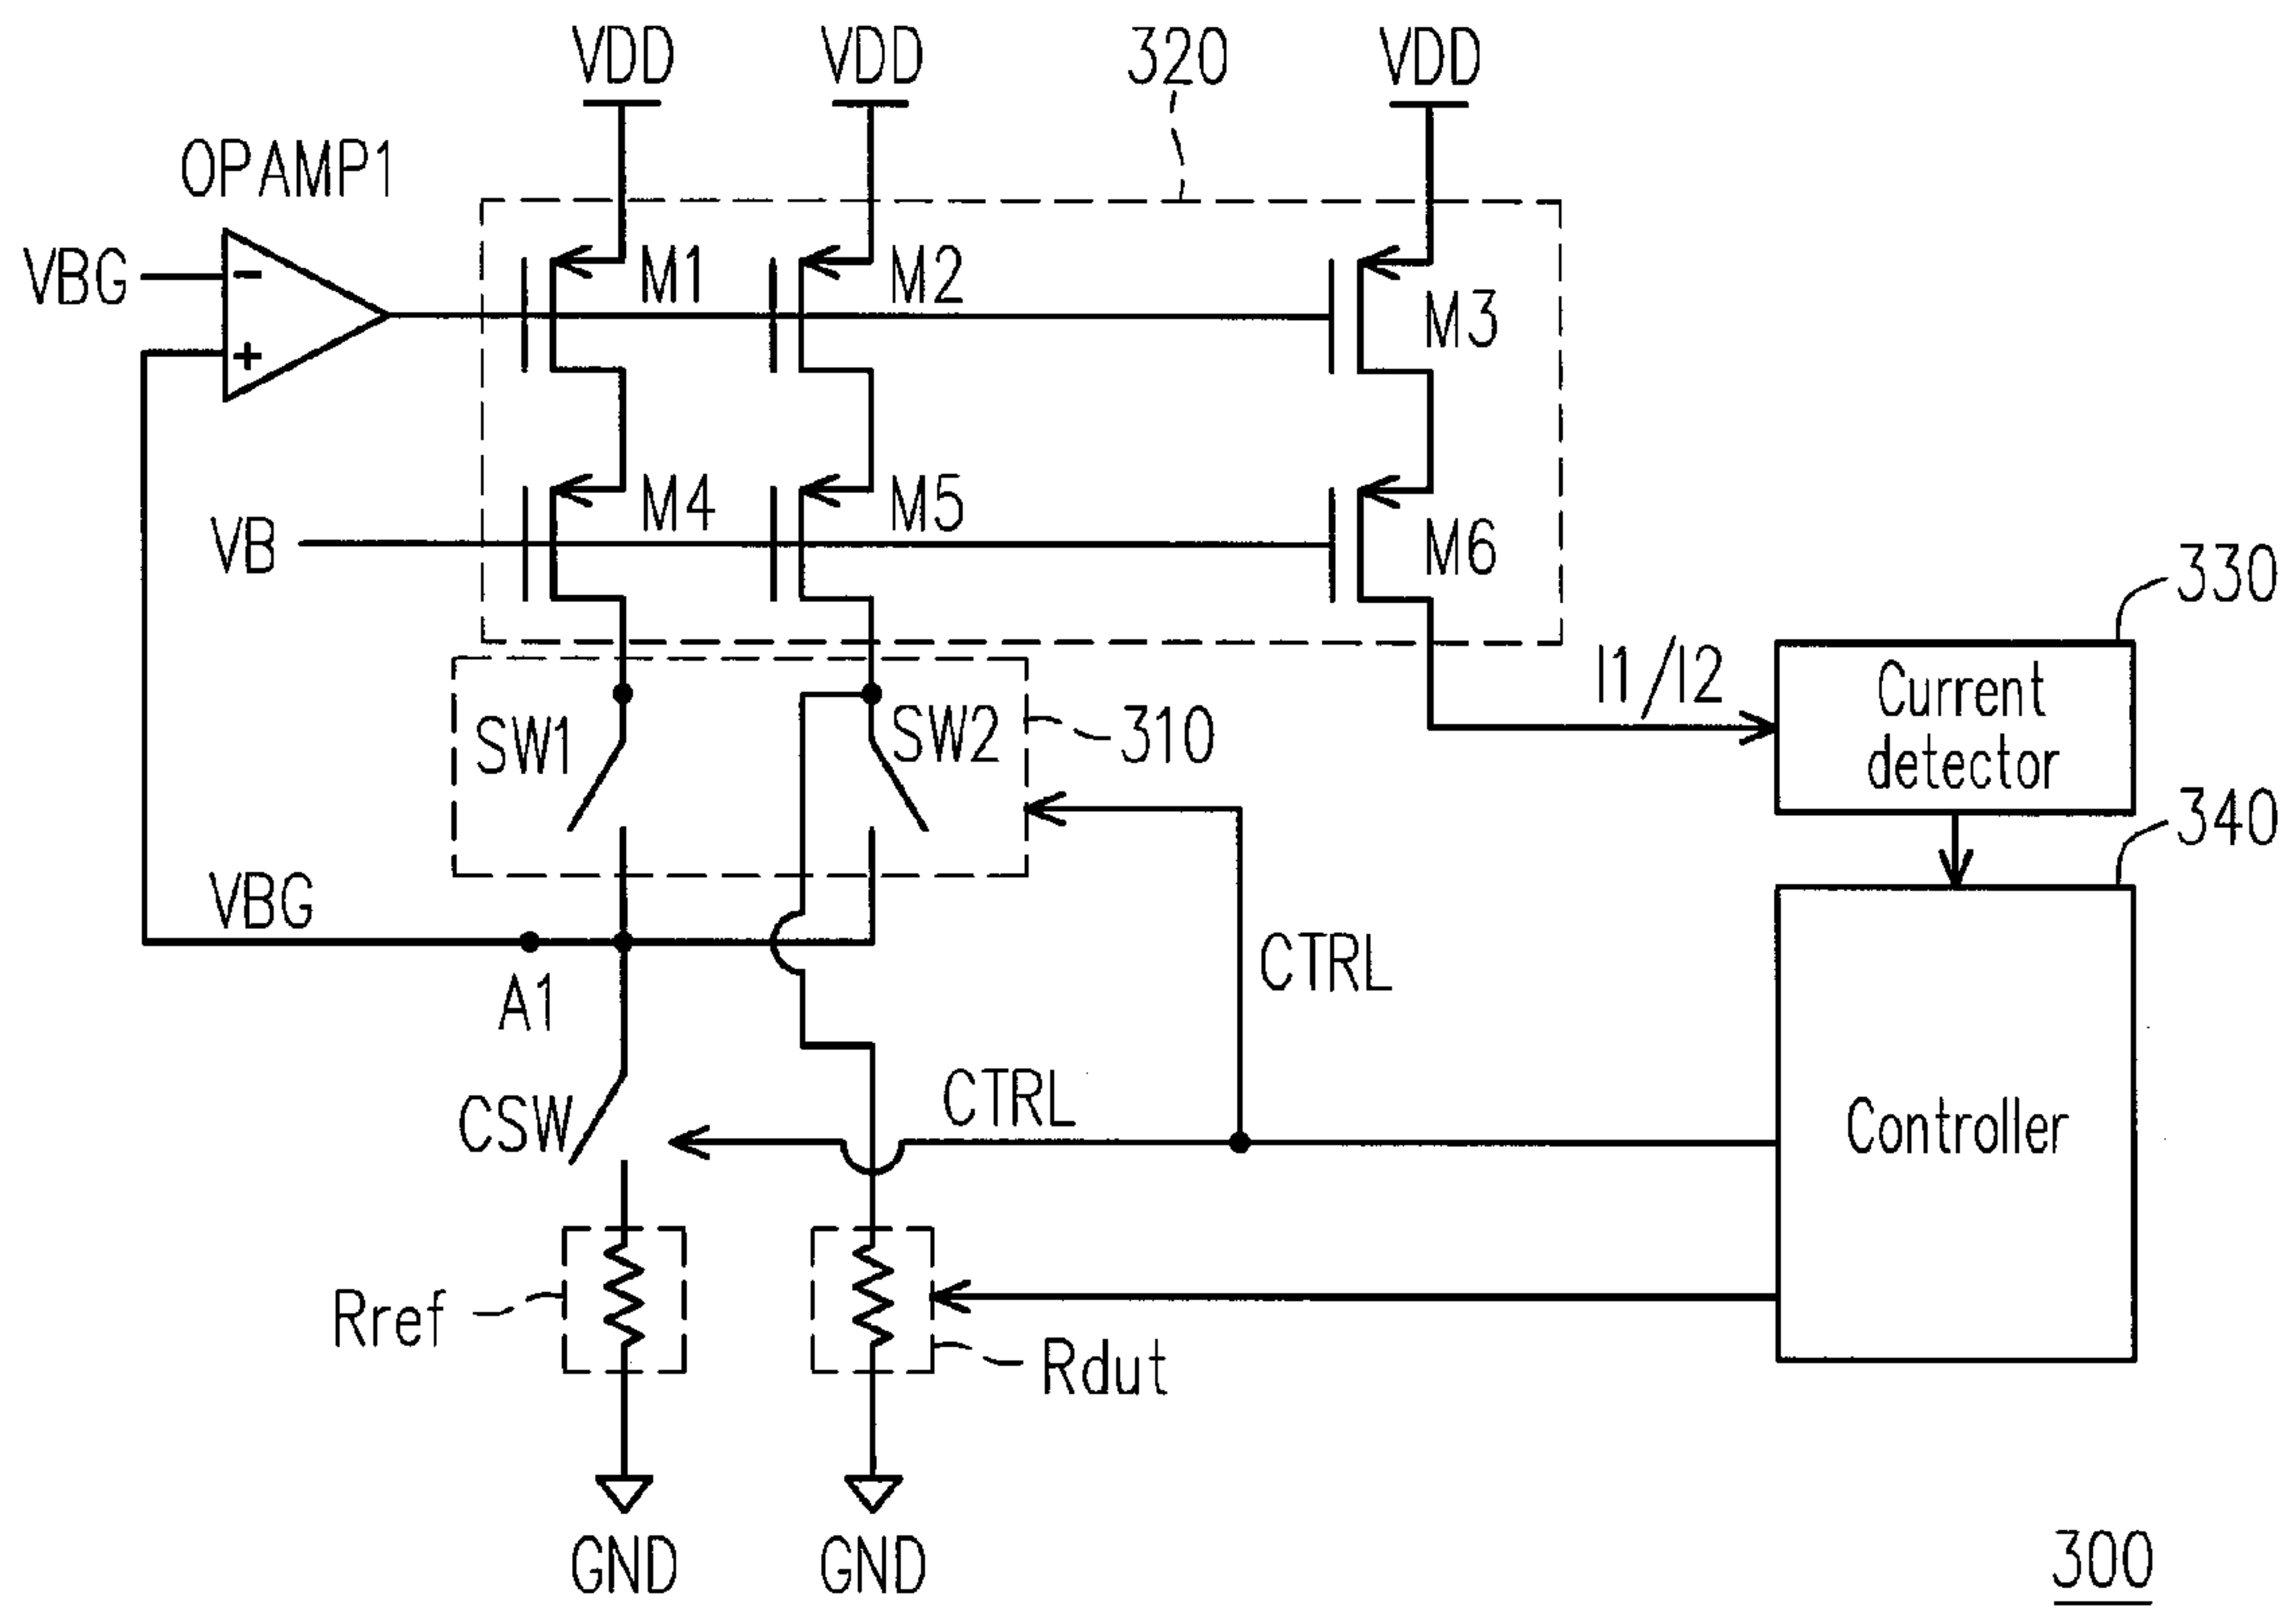 VDD
VDD
320
VDD
OPAMP1
VBG
-
+
M1
M2
M3
M4
M5
M6
VB
330
I1/I2
Current
detector
SW1
SW2
310
340
VBG
A1
CTRL
CSW
CTRL
Controller
Rref
Rdut
GND
GND
300